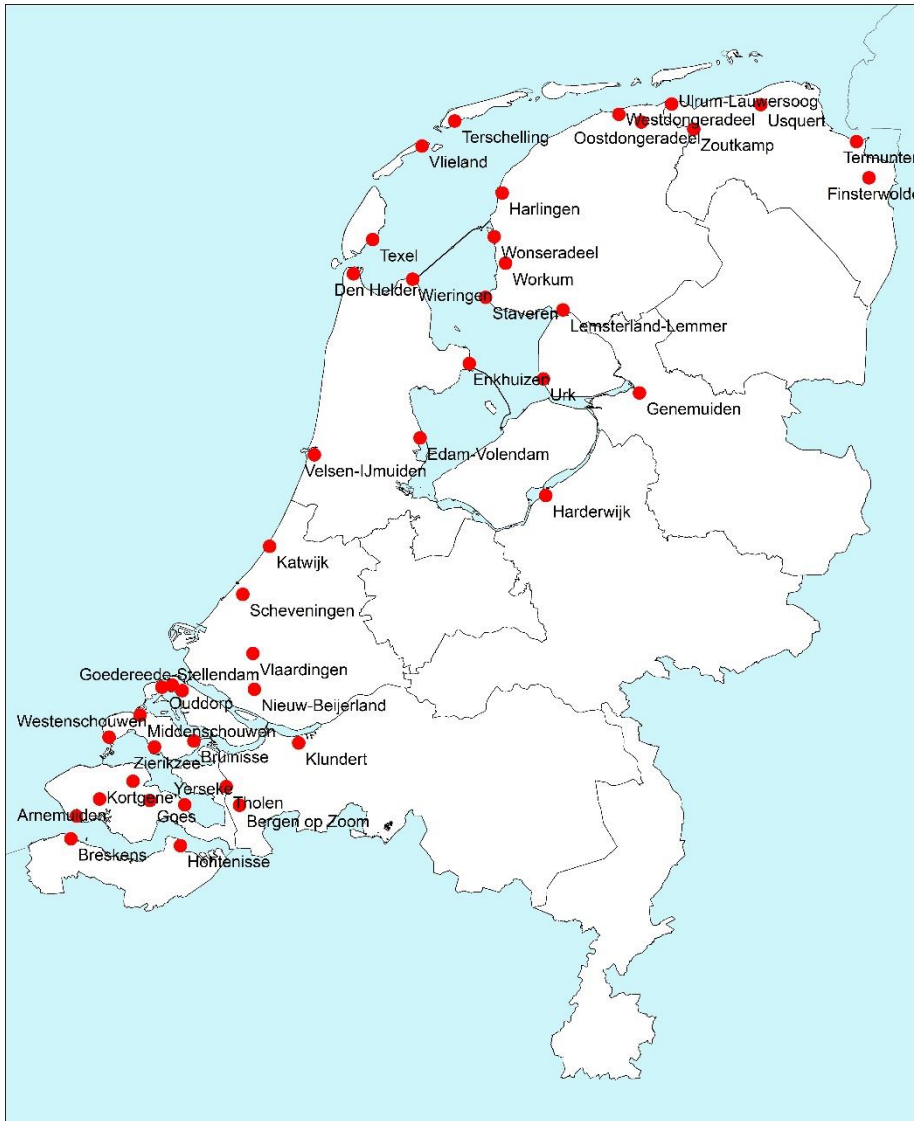 Ulrum-Lauwersoog
Usquert
Westdongeradeel
Terschelling
Oostdongeradeel
Zoutkamp
Termunten
Vlieland
Finsterwolde
Harlingen
Wonseradeel
Texel
Workum
Den Helder
Wieringen
Staveren
Lemsterland-Lemmer
Enkhuizen
Urk
Genemuiden
Edam-Volendam
Velsen-IJmuiden
Harderwijk
Katwijk
Scheveningen
Vlaardingen
Goedereede-Stellendam
Ouddorp
Nieuw-Beijerland
Westenschouwen
Middenschouwen
Bruinisse
Klundert
Zierikzee
Yerseke
Kortgene
Tholen
Arnemuiden
Goes
Bergen op Zoom
Breskens
Hontenisse